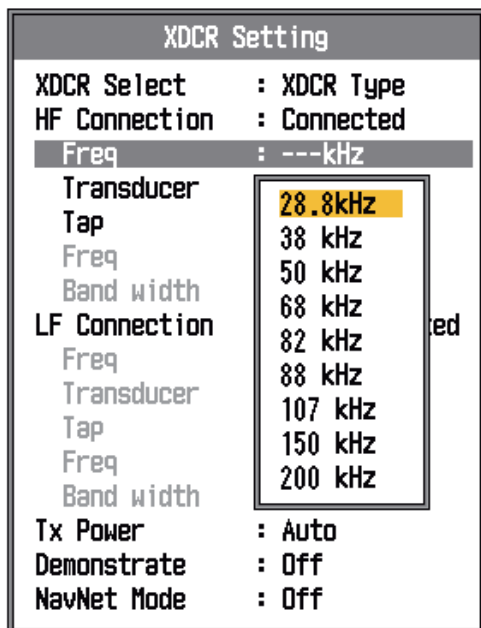 XDCR Setting
XDCR Select : XDCR Type
HF Connection : Connected
Freq : ---kHz
Transducer
Tap
Freq
Band width
LF Connection ted
Freq
Transducer
Tap
Freq
Band width
28.8kHz
38 kHz
50 kHz
68 kHz
82 kHz
88 kHz
107 kHz
150 kHz
200 kHz
Tx Power : Auto
Demonstrate : Off
NavNet Mode : Off